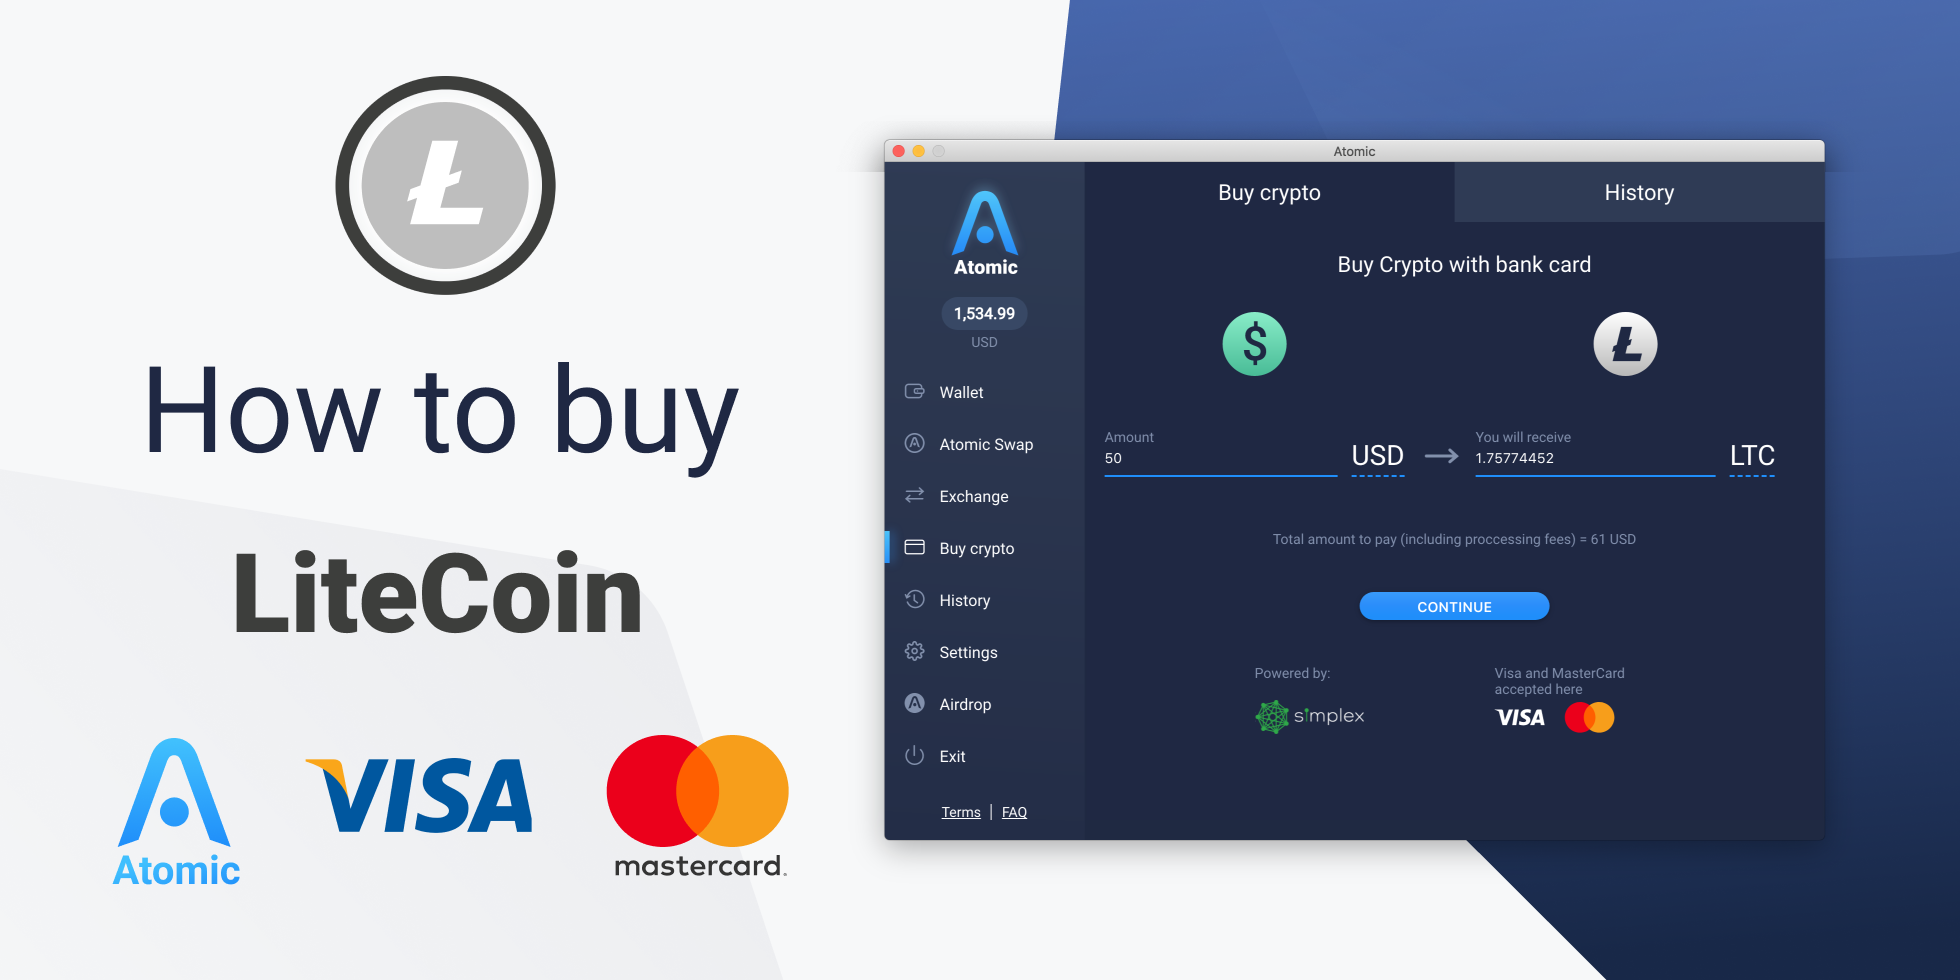 How to buy
LiteCoin
Atomic
VISA
mastercard.
Atomic
Atomic
1,534.99
USD
Wallet
Atomic Swap
Exchange
Buy crypto
History
Settings
Airdrop
Exit
Terms | FAQ
Buy crypto
History
Buy Crypto with bank card
$
Amount
50
USD
You will receive
1.75774452
LTC
Total amount to pay (including proccessing fees) = 61 USD
CONTINUE
Powered by:
simplex
Visa and MasterCard
accepted here
VISA